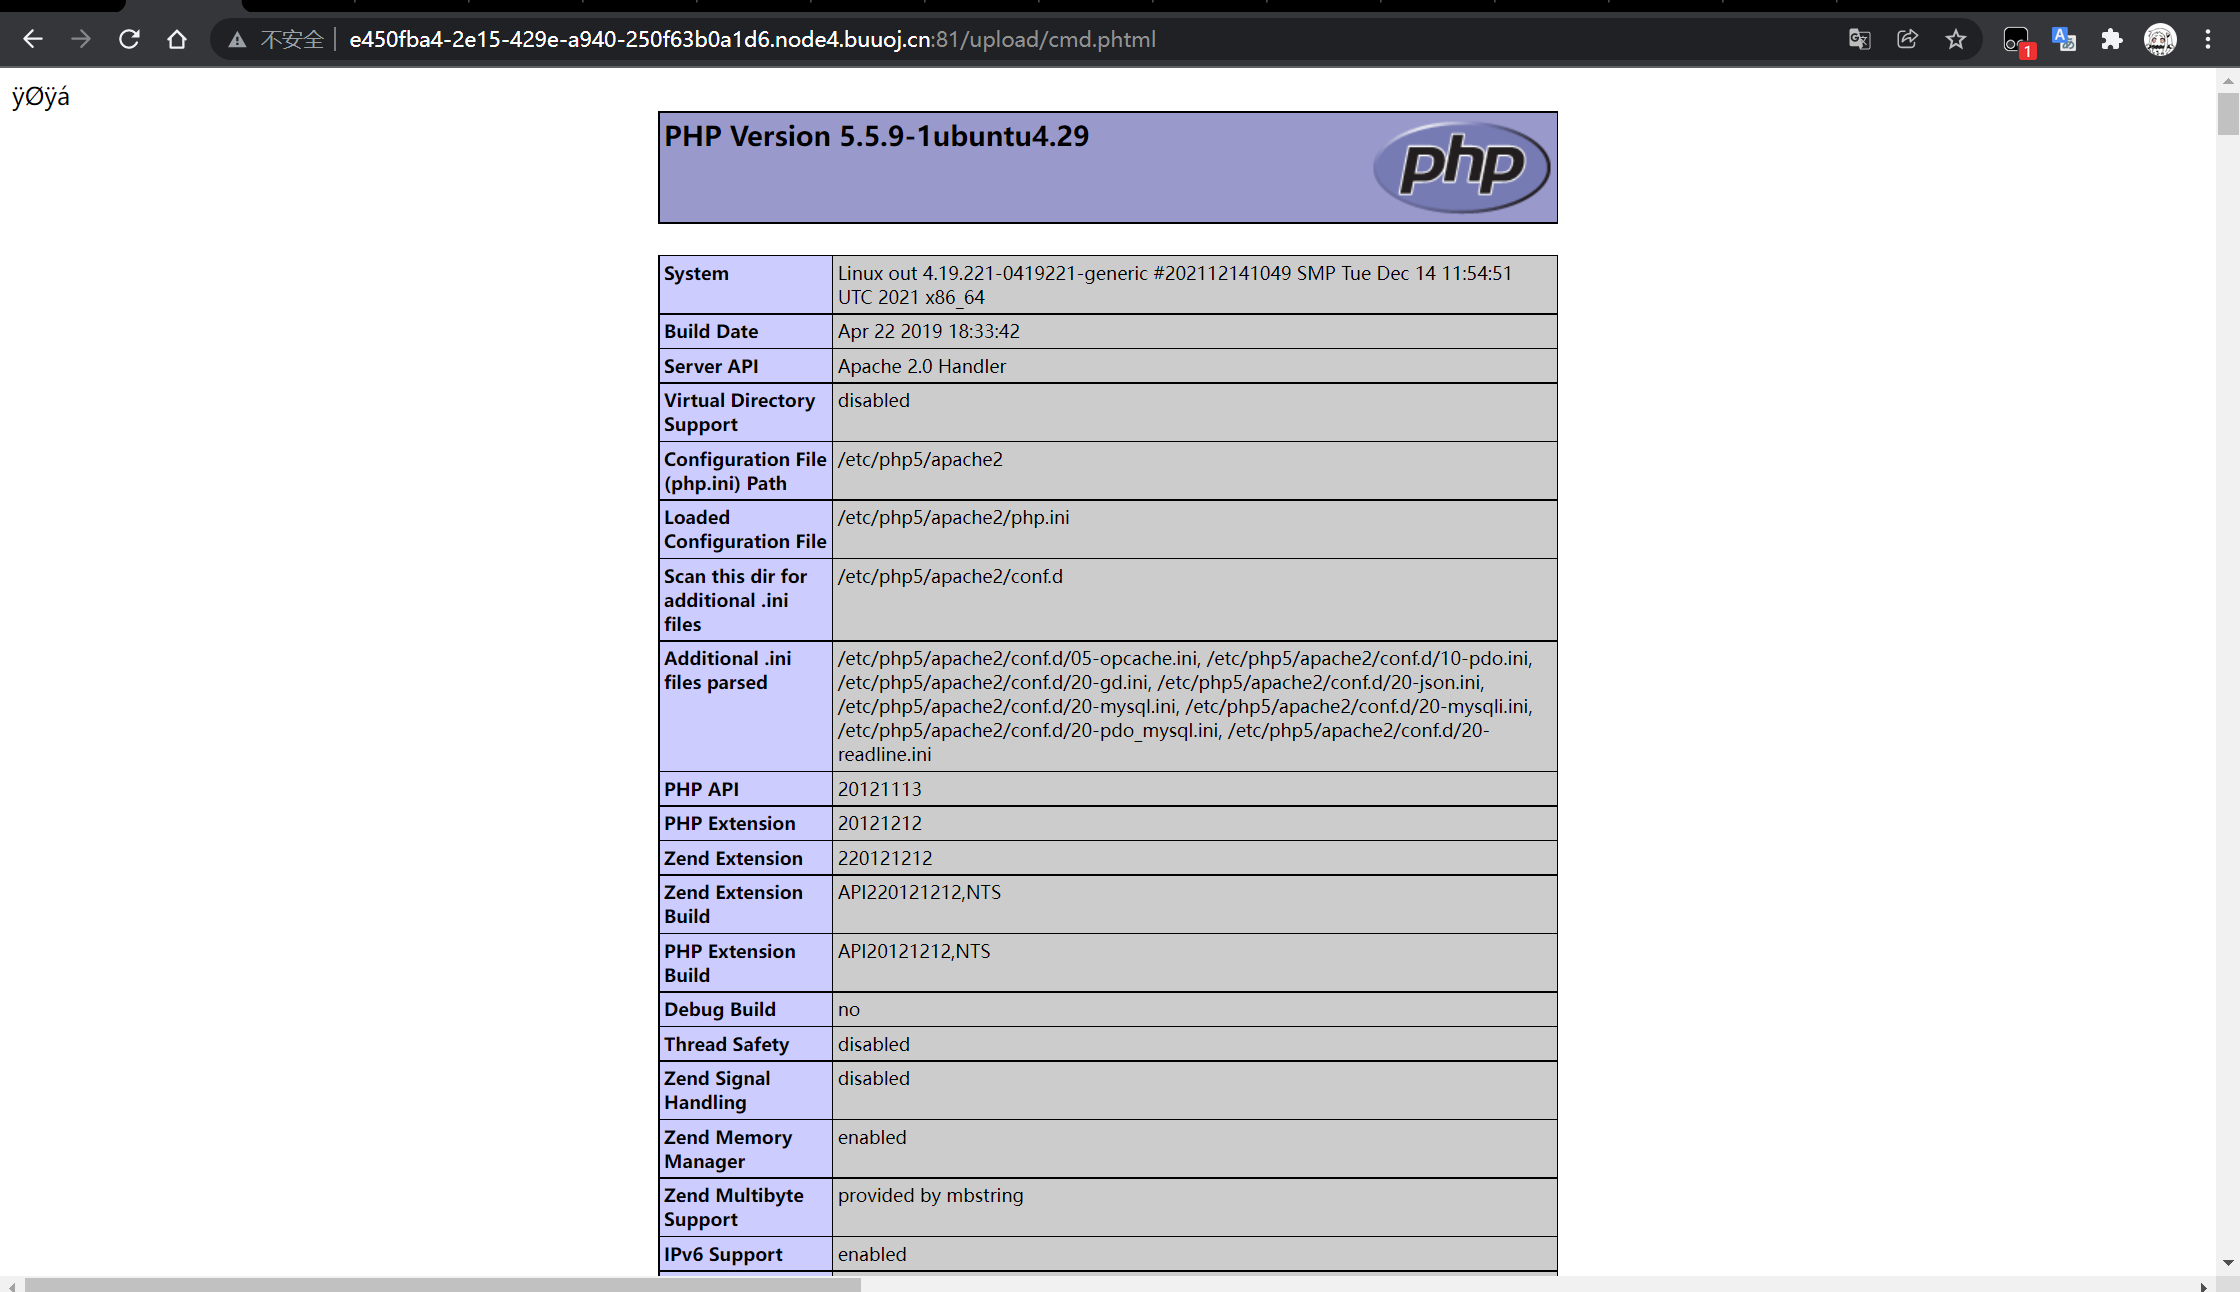 不安全 e450fba4-2e15-429e-a940-250f63b0a1d6.node4.buuoj.cn:81/upload/cmd.phtml
1
ÿØÿá
PHP Version 5.5.9-1ubuntu4.29
php
System Linux out 4.19.221-0419221-generic #202112141049 SMP Tue Dec 14 11:54:51
UTC 2021 x86_64
Build Date Apr 22 2019 18:33:42
Server API Apache 2.0 Handler
Virtual Directory disabled
Support
Configuration File /etc/php5/apache2
(php.ini) Path
Loaded /etc/php5/apache2/php.ini
Configuration File
Scan this dir for /etc/php5/apache2/conf.d
additional .ini
files
Additional .ini /etc/php5/apache2/conf.d/05-opcache.ini, /etc/php5/apache2/conf.d/10-pdo.ini,
files parsed /etc/php5/apache2/conf.d/20-gd.ini, /etc/php5/apache2/conf.d/20-json.ini,
/etc/php5/apache2/conf.d/20-mysql.ini, /etc/php5/apache2/conf.d/20-mysqli.ini,
/etc/php5/apache2/conf.d/20-pdo_mysql.ini, /etc/php5/apache2/conf.d/20-
readline.ini
PHP API 20121113
PHP Extension 20121212
Zend Extension 220121212
Zend Extension API220121212,NTS
Build
PHP Extension API20121212,NTS
Build
Debug Build no
Thread Safety disabled
Zend Signal disabled
Handling
Zend Memory enabled
Manager
Zend Multibyte provided by mbstring
Support
IPv6 Support enabled